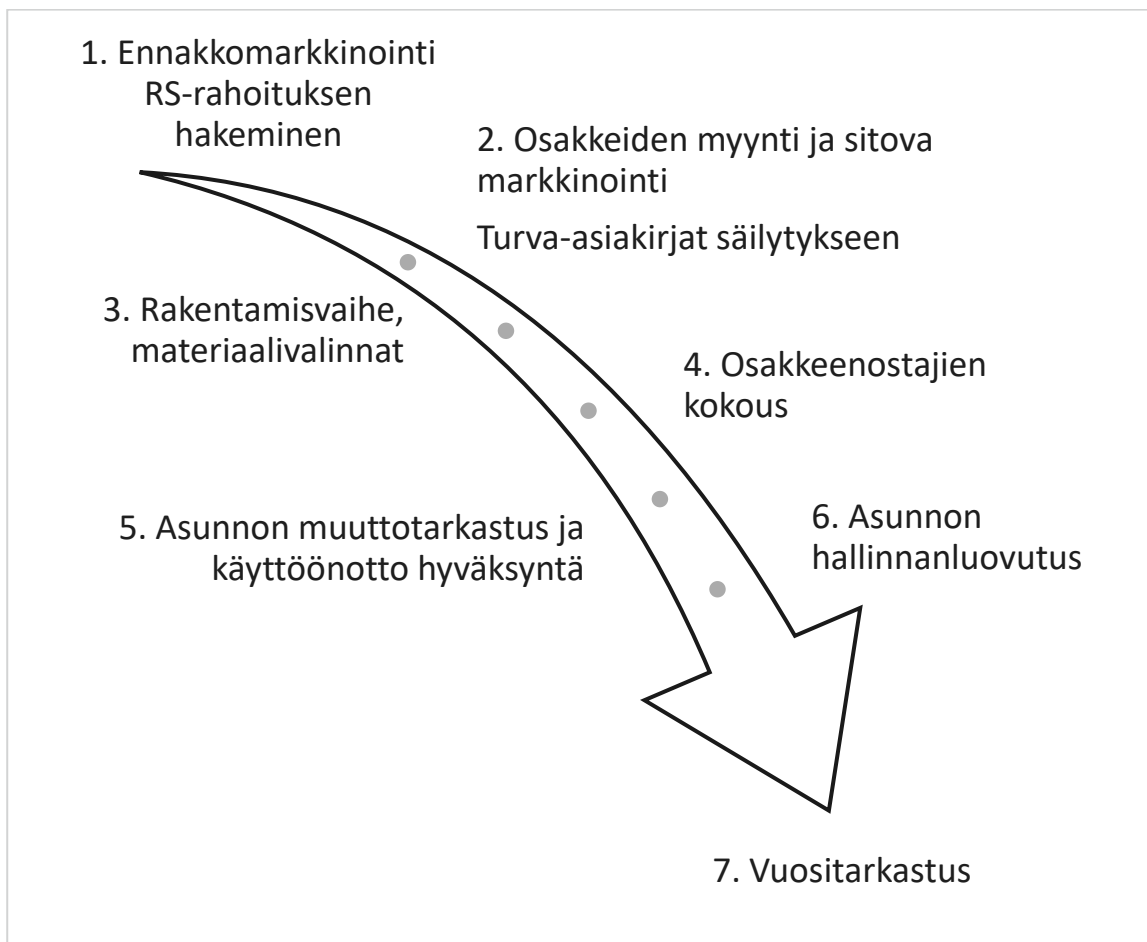 1. Ennakkomarkkinointi
RS-rahoituksen
hakeminen
2. Osakkeiden myynti ja sitova
markkinointi
Turva-asiakirjat säilytykseen
3. Rakentamisvaihe,
materiaalivalinnat
4. Osakkeenostajien
kokous
5. Asunnon muuttotarkastus ja
käyttöönotto hyväksyntä
6. Asunnon
hallinnanluovutus
7. Vuositarkastus